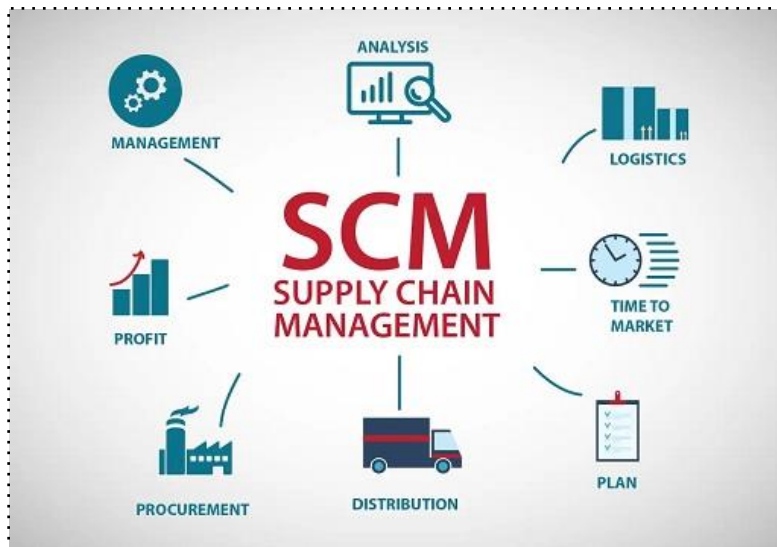 ANALYSIS
MANAGEMENT
LOGISTICS
SCM
SUPPLY CHAIN
MANAGEMENT
TIME TO
MARKET
PROFIT
PLAN
PROCUREMENT
DISTRIBUTION